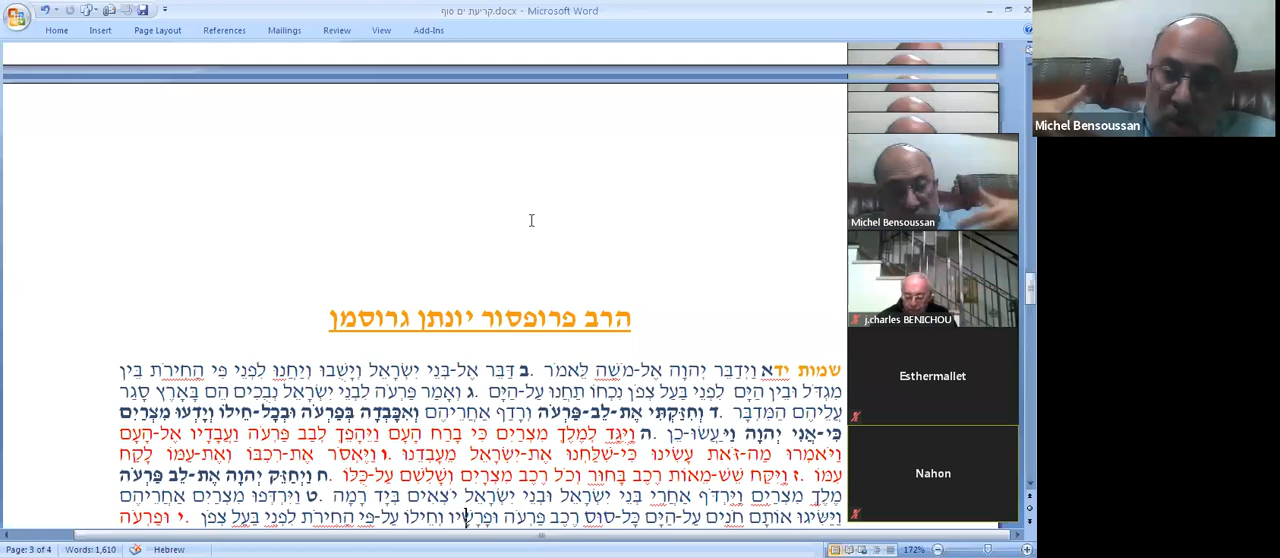 קריעת ים סוף.docx - Microsoft Word
Home Insert Page Layout References Mailings Review View Add-Ins
Michel Bensoussan
Michel Bensoussan
j.charles BENICHOU
Esthermallet
Nahon
הרב פרופסור יונתן גרוסמן
שמות יד א וַיְדַבֵּר יְהוָה אֶל-מֹשֶׁה לֵּאמֹר. ב דַּבֵּר אֶל-בְּנֵי יִשְׂרָאֵל וְיָשֻׁבוּ וְיַחֲנוּ לִפְנֵי פִּי הַחִירֹת בֵּין
מִגְדֹּל וּבֵין הַיָּם לִפְנֵי בַּעַל צְפֹן נִכְחוֹ תַחֲנוּ עַל-הַיָּם. ג וְאָמַר פַּרְעֹה לִבְנֵי יִשְׂרָאֵל נְבֻכִים הֵם בָּאָרֶץ סָגַר
עֲלֵיהֶם הַמִּדְבָּר. ד וְחִזַּקְתִּי אֶת-לֵב-פַּרְעֹה וְרָדַף אַחֲרֵיהֶם וְאִכָּבְדָה בְּפַרְעֹה וּבְכָל-חֵילוֹ וְיָדְעוּ מִצְרַיִם
כִּי-אֲנִי יְהוָה וַיַּעֲשׂוּ-כֵן. ה וַיֻּגַּד לְמֶלֶךְ מִצְרַיִם כִּי בָרַח הָעָם וַיֵּהָפֵךְ לְבַב פַּרְעֹה וַעֲבָדָיו אֶל-הָעָם
וַיֹּאמְרוּ מַה-זֹּאת עָשִׂינוּ כִּי-שִׁלַּחְנוּ אֶת-יִשְׂרָאֵל מֵעָבְדֵנוּ. ו וַיֶּאְסֹר אֶת-רִכְבּוֹ וְאֶת-עַמּוֹ לָקַח
עִמּוֹ. ז וַיִּקַּח שֵׁשׁ-מֵאוֹת רֶכֶב בָּחוּר וְכֹל רֶכֶב מִצְרָיִם וְשָׁלִשִׁם עַל-כֻּלּוֹ. ח וַיְחַזֵּק יְהוָה אֶת-לֵב פַּרְעֹה
מֶלֶךְ מִצְרַיִם וַיִּרְדֹּף אַחֲרֵי בְּנֵי יִשְׂרָאֵל וּבְנֵי יִשְׂרָאֵל יֹצְאִים בְּיָד רָמָה. ט וַיִּרְדְּפוּ מִצְרַיִם אַחֲרֵיהֶם
וַיַּשִּׂיגוּ אוֹתָם חֹנִים עַל-הַיָּם כָּל-סוּס רֶכֶב פַּרְעֹה וּפָרָשָׁיו וְחֵילוֹ עַל-פִּי הַחִירֹת לִפְנֵי בַּעַל צְפֹן. י וּפַרְעֹה
Page: 3 of 4 Words: 1,610 Hebrew 172%